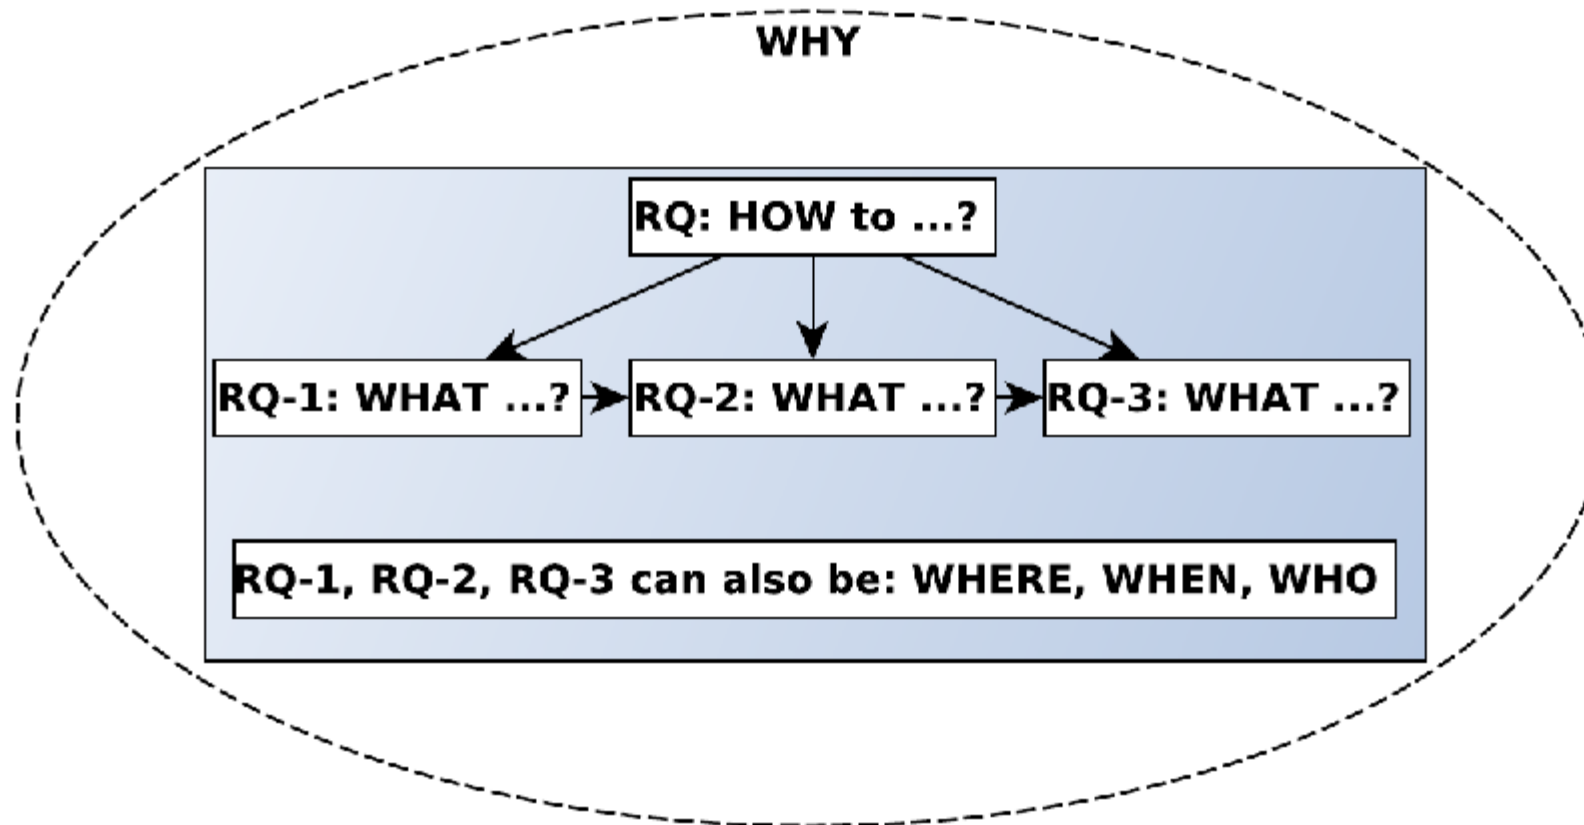 WHY
RQ: HOW to ...?
RQ-1: WHAT ...?
RQ-2: WHAT ...?
RQ-3: WHAT ...?
RQ-1, RQ-2, RQ-3 can also be: WHERE, WHEN, WHO